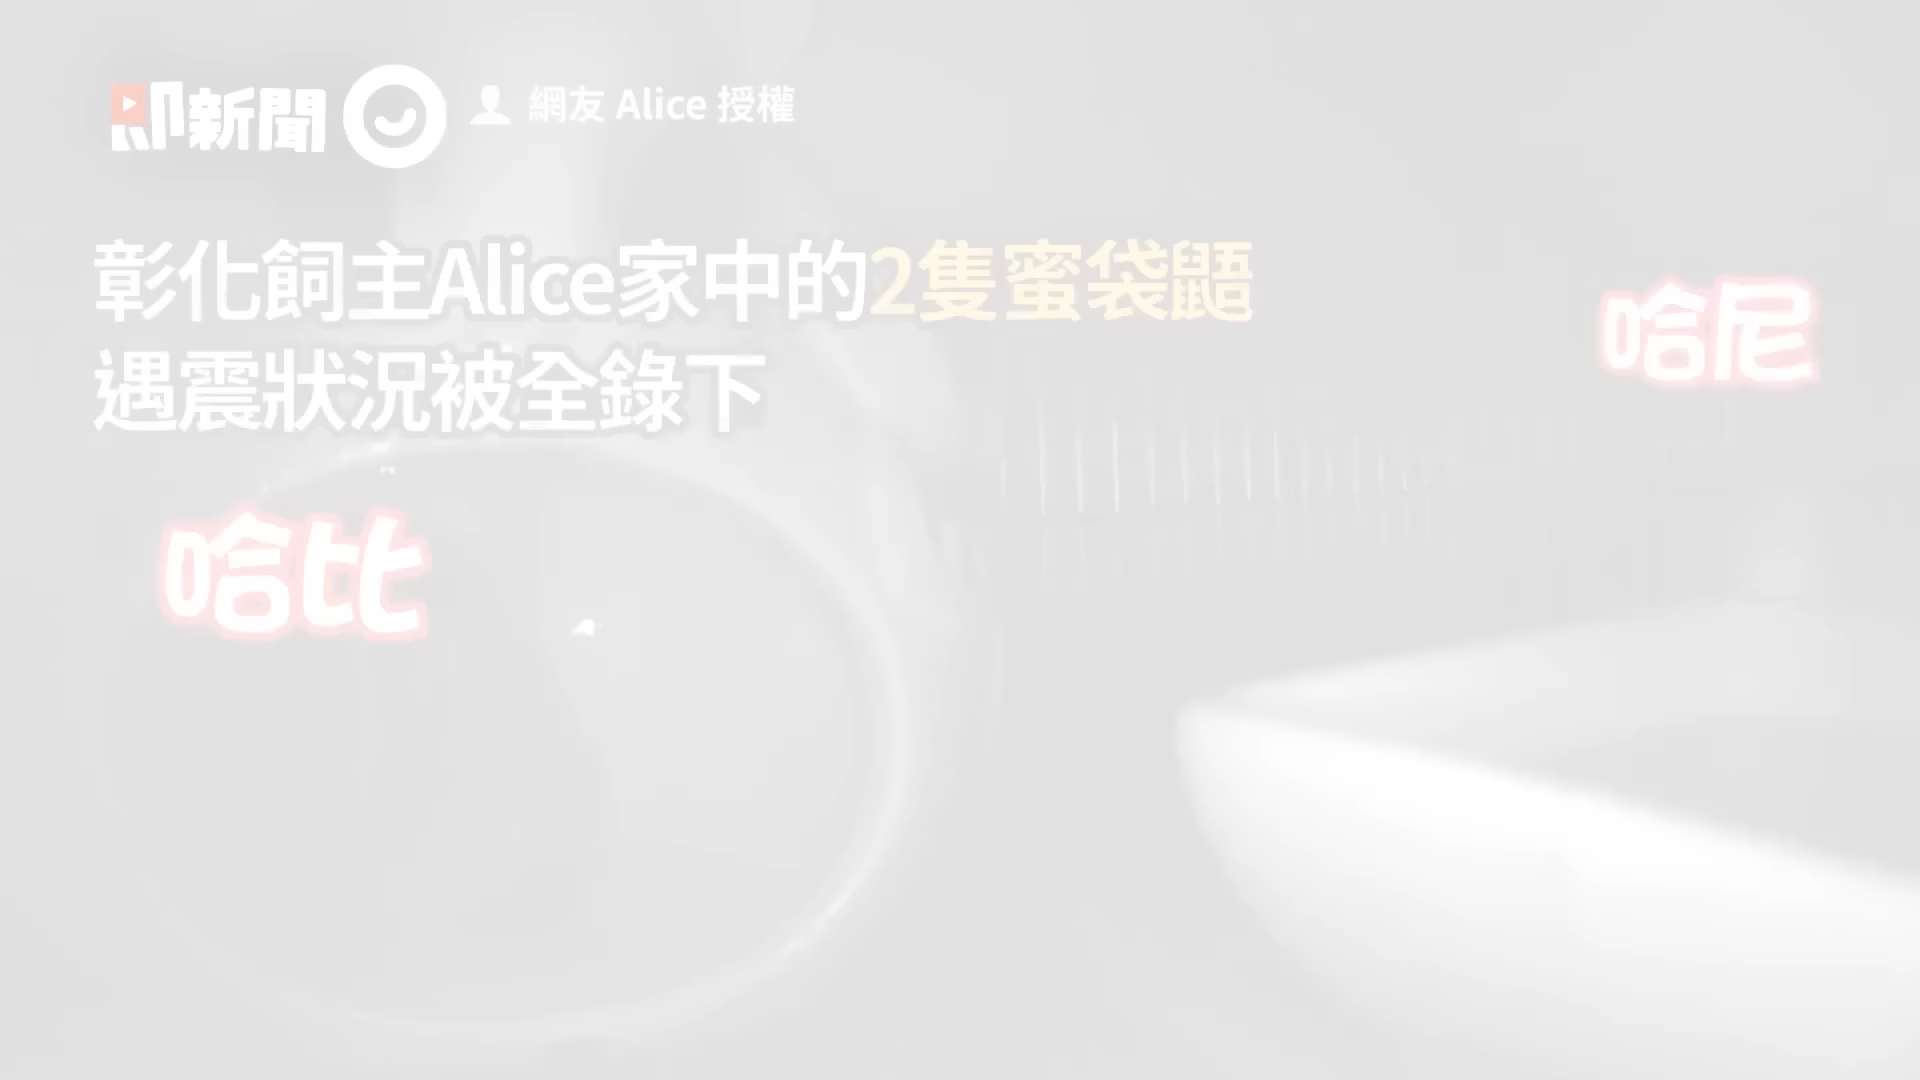 即新聞
網友 Alice 授權
彰化飼主Alice家中的2隻蜜袋鼯
遇震狀況被全錄下
哈尼
哈比